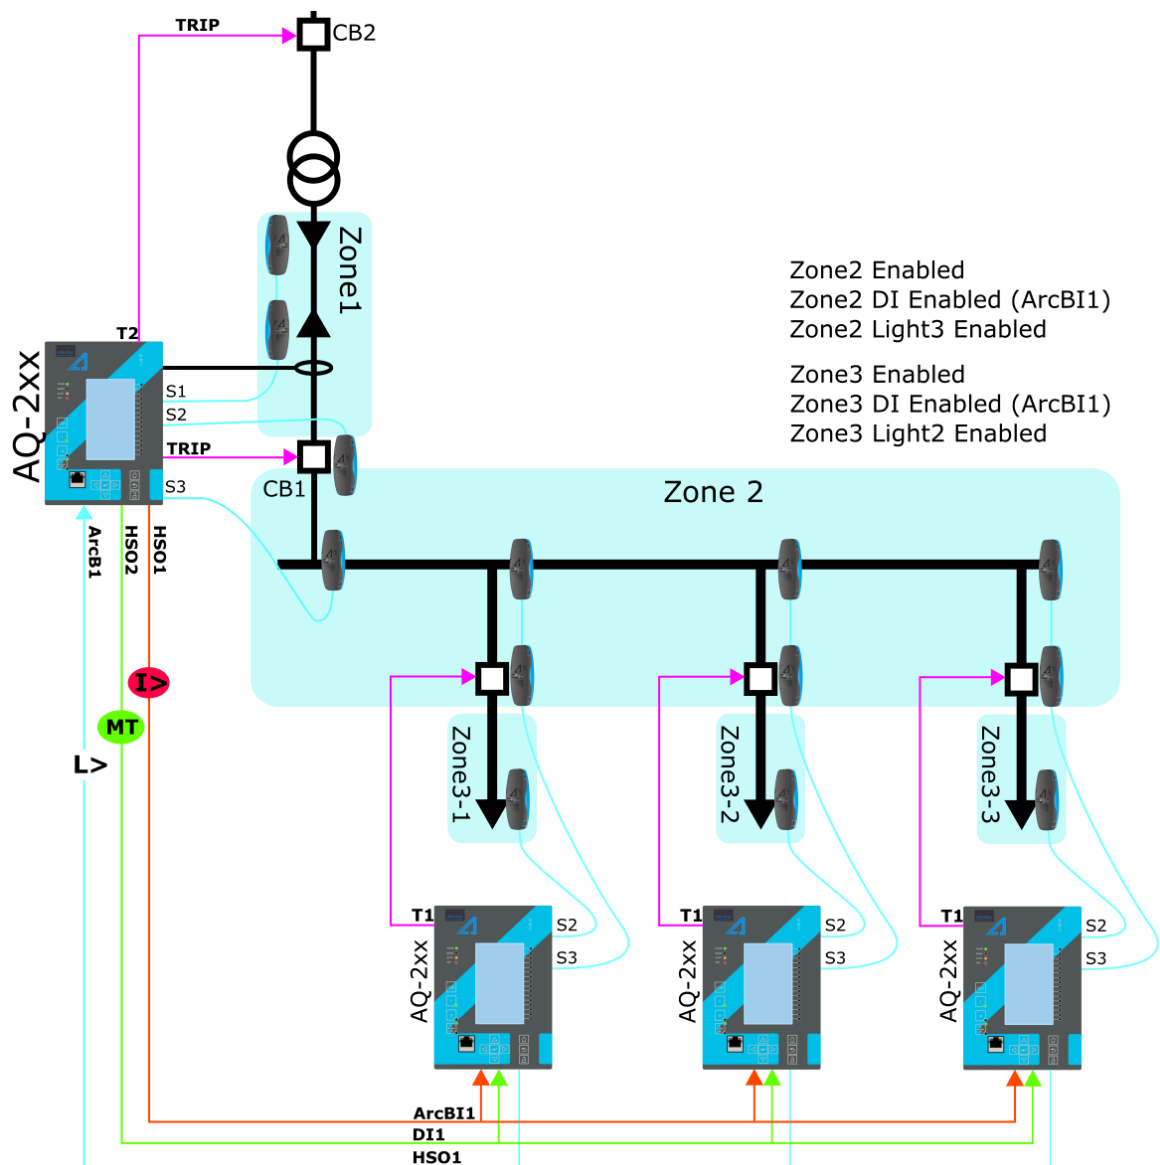 TRIP
CB2
Zone1
Zone2 Enabled
Zone2 DI Enabled (ArcBI1)
Zone2 Light3 Enabled
T2
AQ-2xx
S1
Zone3 Enabled
Zone3 DI Enabled (ArcBI1)
Zone3 Light2 Enabled
S2
TRIP
S3
CB1
Zone 2
ArcB1
HSO2
HSO1
I>
MT
L>
Zone3-1
Zone3-2
Zone3-3
T1
S2
S3
AQ-2xx
T1
S2
S3
AQ-2xx
T1
S2
S3
AQ-2xx
ArcBI1
DI1
HSO1